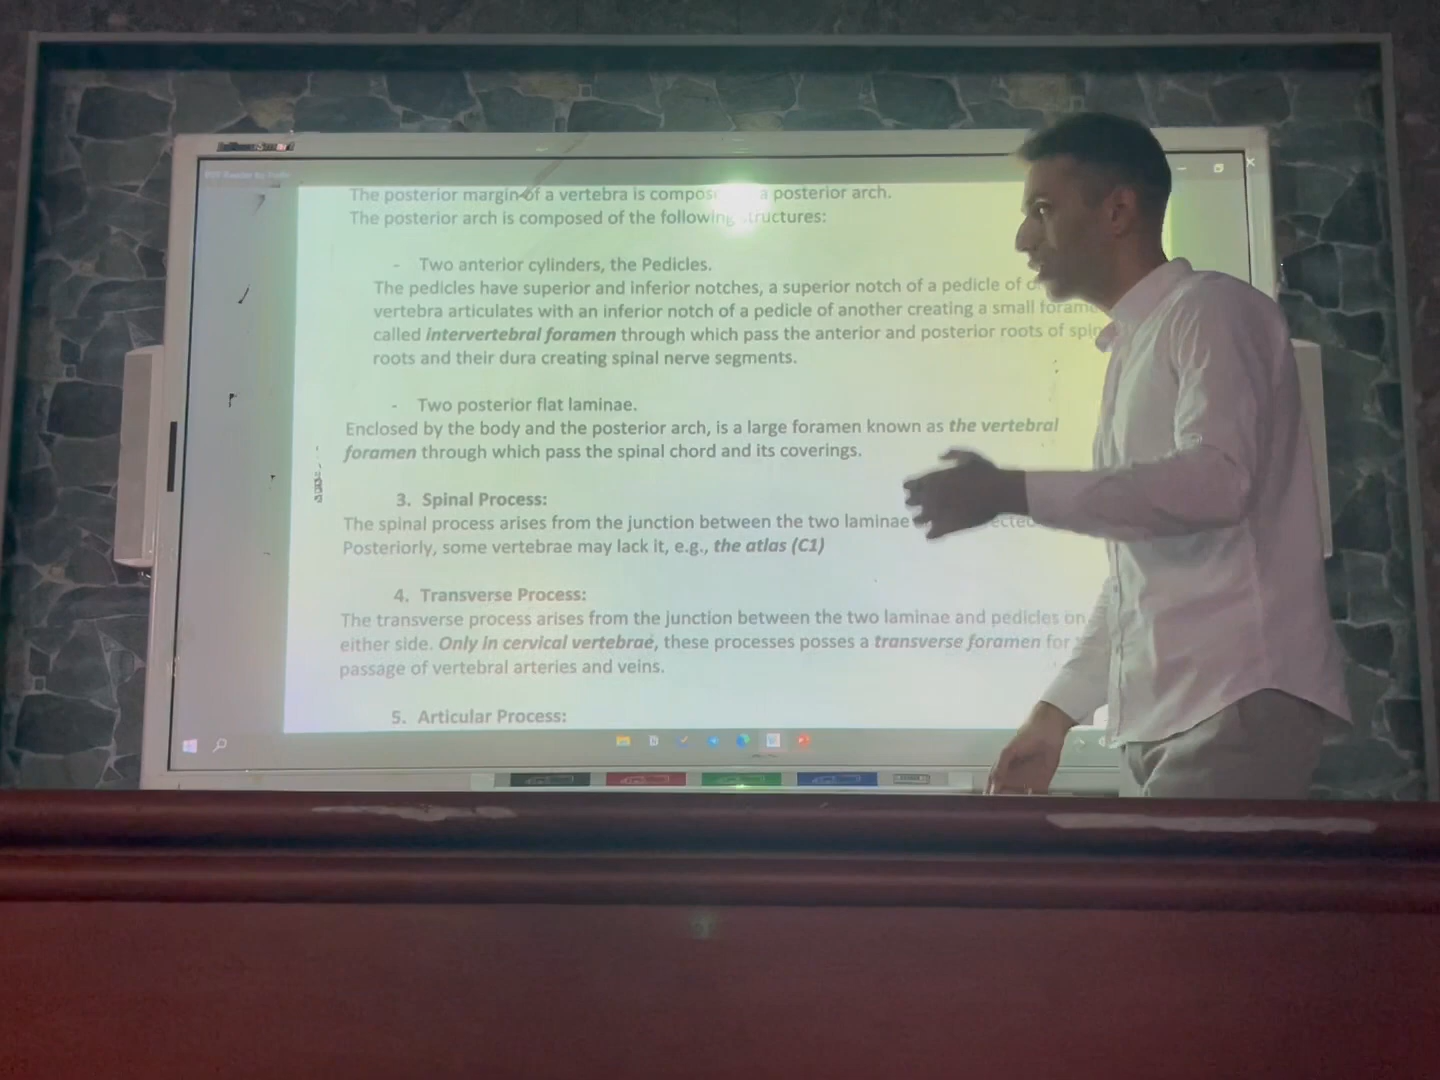 The posterior margin of a vertebra is a posterior arch.
The posterior arch is composed of the following structures:
- Two anterior cylinders, the Pedicles.
The pedicles have superior and inferior notches, a superior notch of a pedicle of
vertebra articulates with an inferior notch of a pedicle of another creating a small
called intervertebral foramen through which pass the anterior and posterior roots of
roots and their dura creating spinal nerve segments.
- Two posterior flat laminae.
Enclosed by the body and the posterior arch, is a large foramen known as the vertebral
foramen through which pass the spinal chord and its coverings.
3. Spinal Process:
The spinal process arises from the junction between the two laminae
Posteriorly, some vertebrae may lack it, e.g., the atlas (C1)
4. Transverse Process:
The transverse process arises from the junction between the two laminae and pedicles on
either side. Only in cervical vertebrae, these processes posses a transverse foramen for
passage of vertebral arteries and veins.
5. Articular Process: